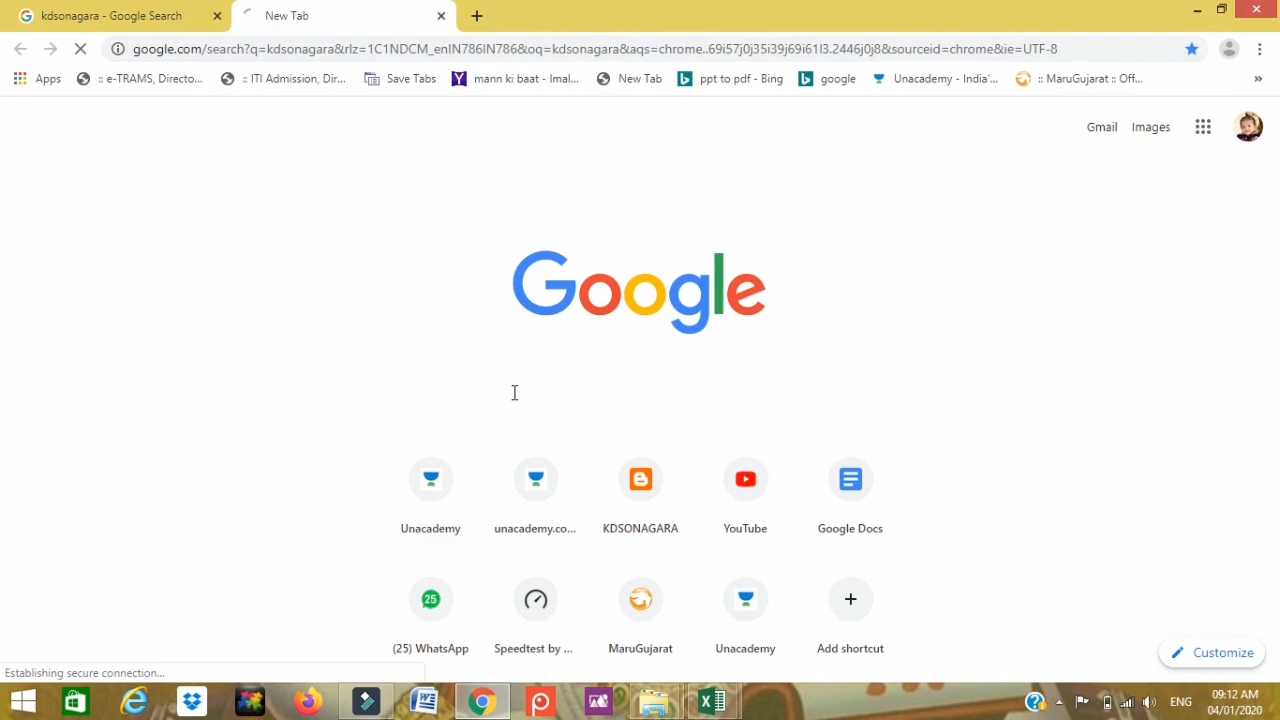 kdsonagara - Google Search
New Tab
google.com/search?q=kdsonagara&rlz=1C1NDCM_enIN786IN786&oq=kdsonagara&aqs=chrome..69i57j0j35i39j69i61l3.2446j0j8&sourceid=chrome&ie=UTF-8
Apps :: e-TRAMS, Directo... :: ITI Admission, Dir... Save Tabs mann ki baat - Imal... New Tab ppt to pdf - Bing google Unacademy - India'... :: MaruGujarat :: Off... »
Gmail Images
Google
Unacademy unacademy.co... KDSONAGARA YouTube Google Docs
25
(25) WhatsApp Speedtest by ... MaruGujarat Unacademy Add shortcut
Customize
Establishing secure connection...
ENG
09:12 AM
04/01/2020